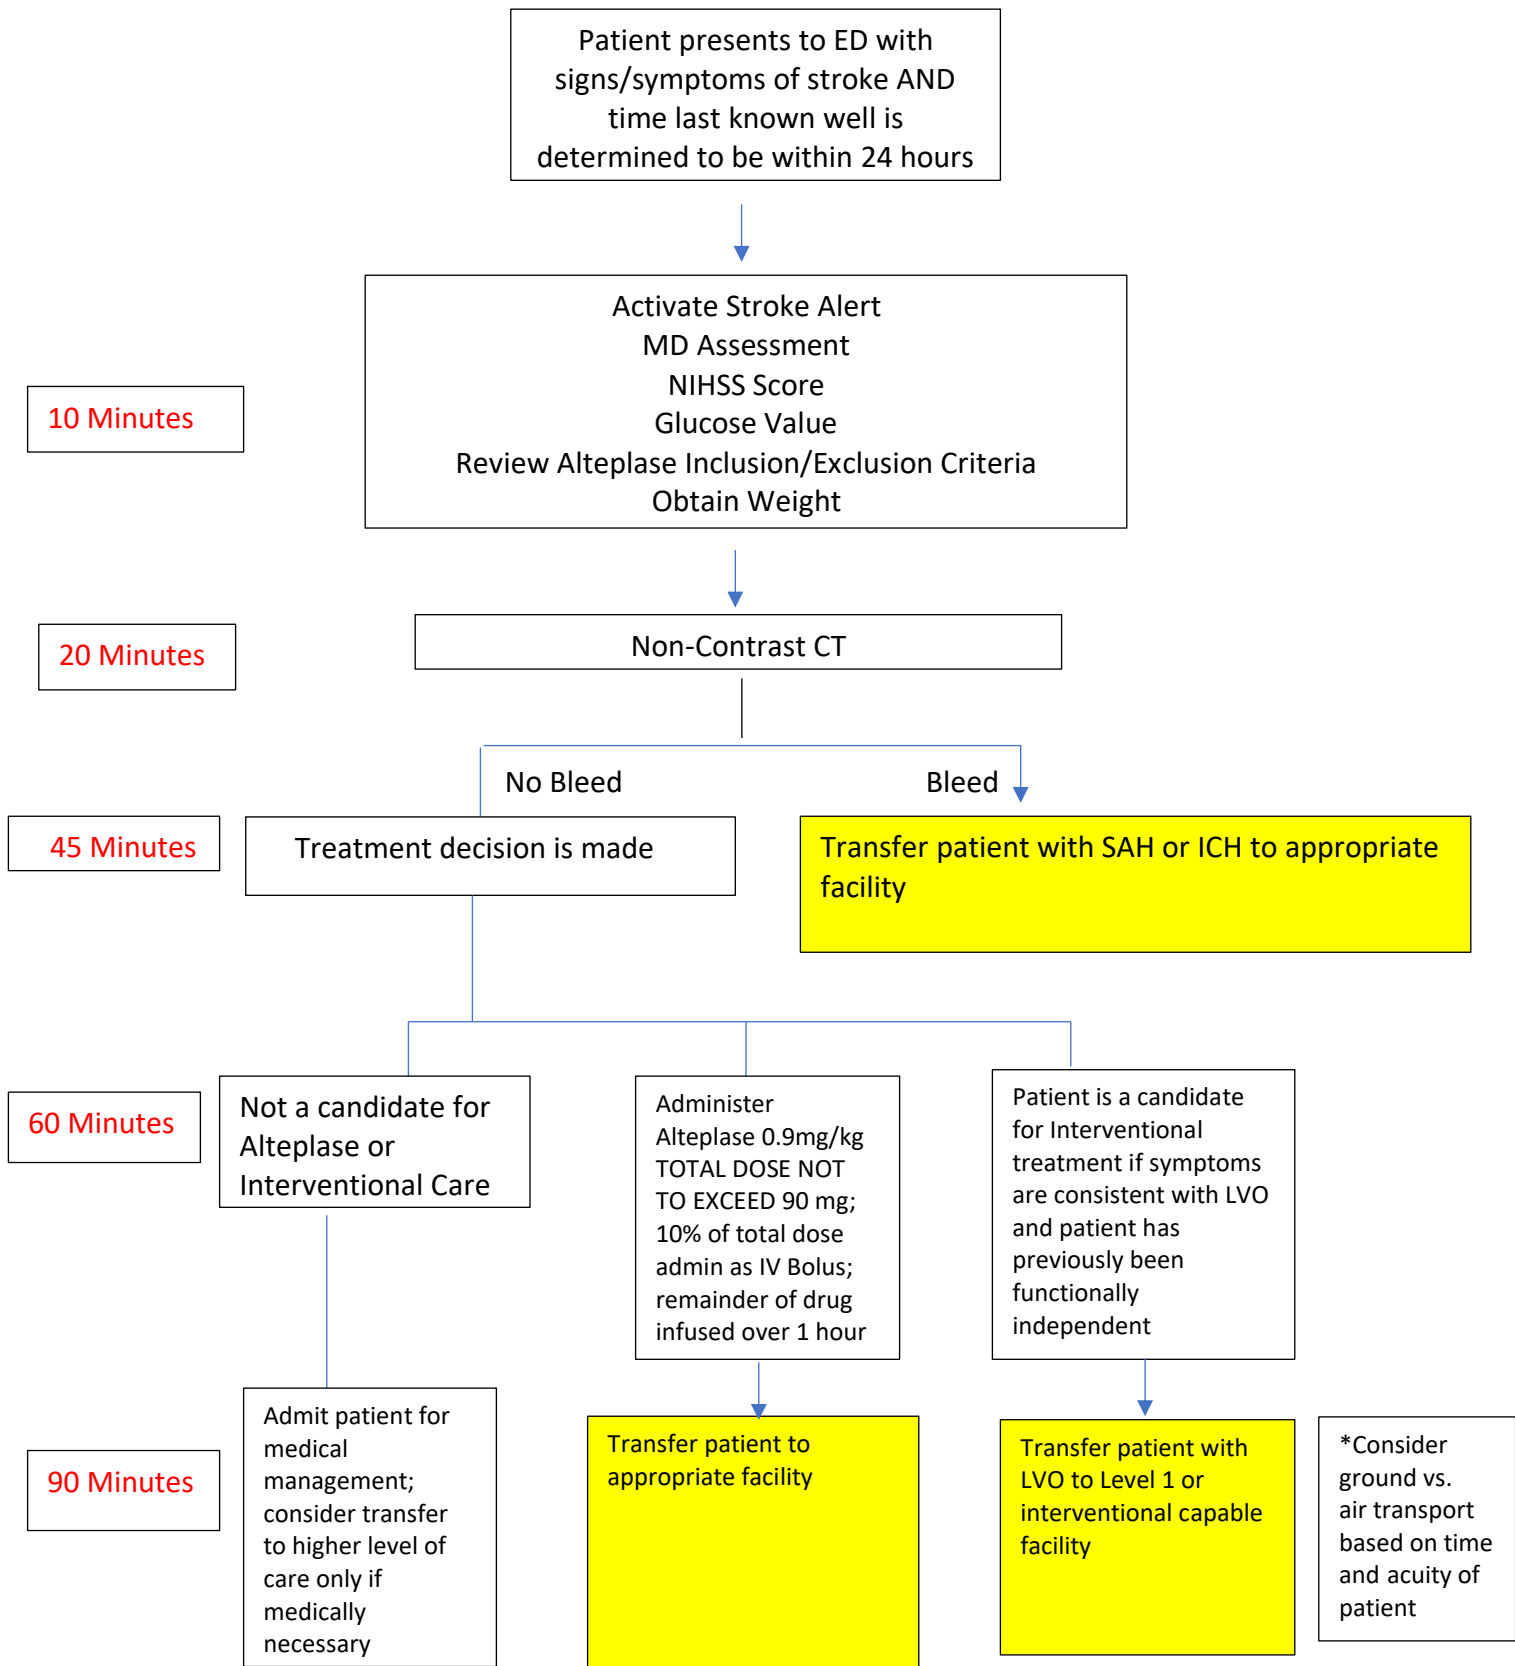 Patient presents to ED with
signs/symptoms of stroke AND
time last known well is
determined to be within 24 hours
10 Minutes
Activate Stroke Alert
MD Assessment
NIHSS Score
Glucose Value
Review Alteplase Inclusion/Exclusion Criteria
Obtain Weight
20 Minutes
Non-Contrast CT
No Bleed
Bleed
45 Minutes
Treatment decision is made
Transfer patient with SAH or ICH to appropriate
facility
60 Minutes
Not a candidate for
Alteplase or
Interventional Care
Administer
Alteplase 0.9mg/kg
TOTAL DOSE NOT
TO EXCEED 90 mg;
10% of total dose
admin as IV Bolus;
remainder of drug
infused over 1 hour
Patient is a candidate
for Interventional
treatment if symptoms
are consistent with LVO
and patient has
previously been
functionally
independent
90 Minutes
Admit patient for
medical
management;
consider transfer
to higher level of
care only if
medically
necessary
Transfer patient to
appropriate facility
Transfer patient with
LVO to Level 1 or
interventional capable
facility
*Consider
ground vs.
air transport
based on time
and acuity of
patient